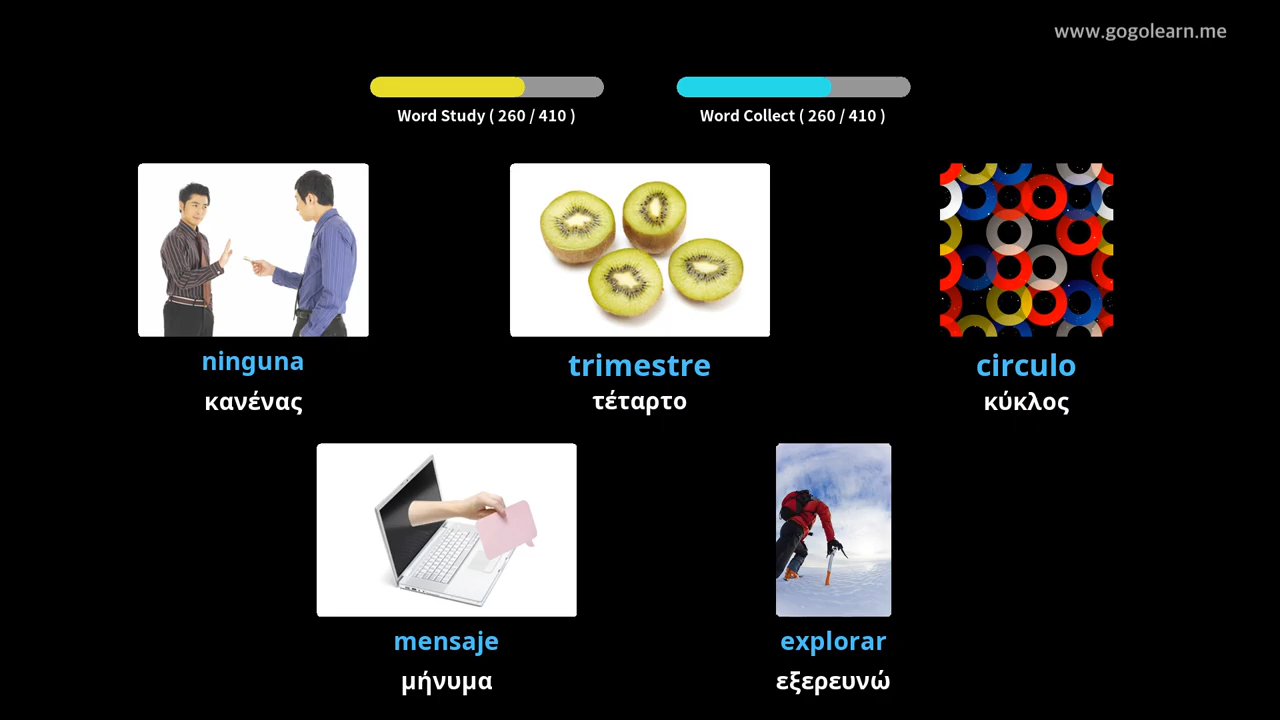 www.gogolearn.me
Word Study ( 260 / 410 )
Word Collect ( 260 / 410 )
ninguna
κανένας
trimestre
τέταρτο
circulo
κύκλος
mensaje
μήνυμα
explorar
εξερευνώ